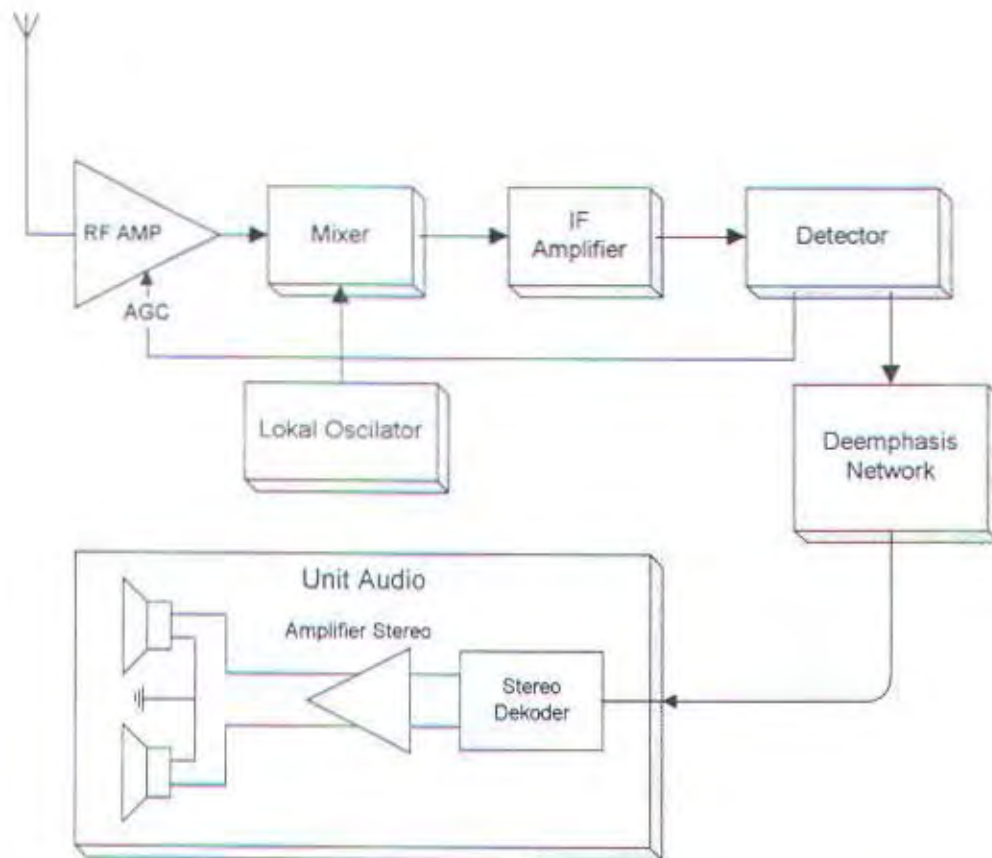 RF AMP
Mixer
IF
Amplifier
Detector
AGC
Lokal Oscilator
Deemphasis
Network
Unit Audio
Amplifier Stereo
Stereo
Dekoder